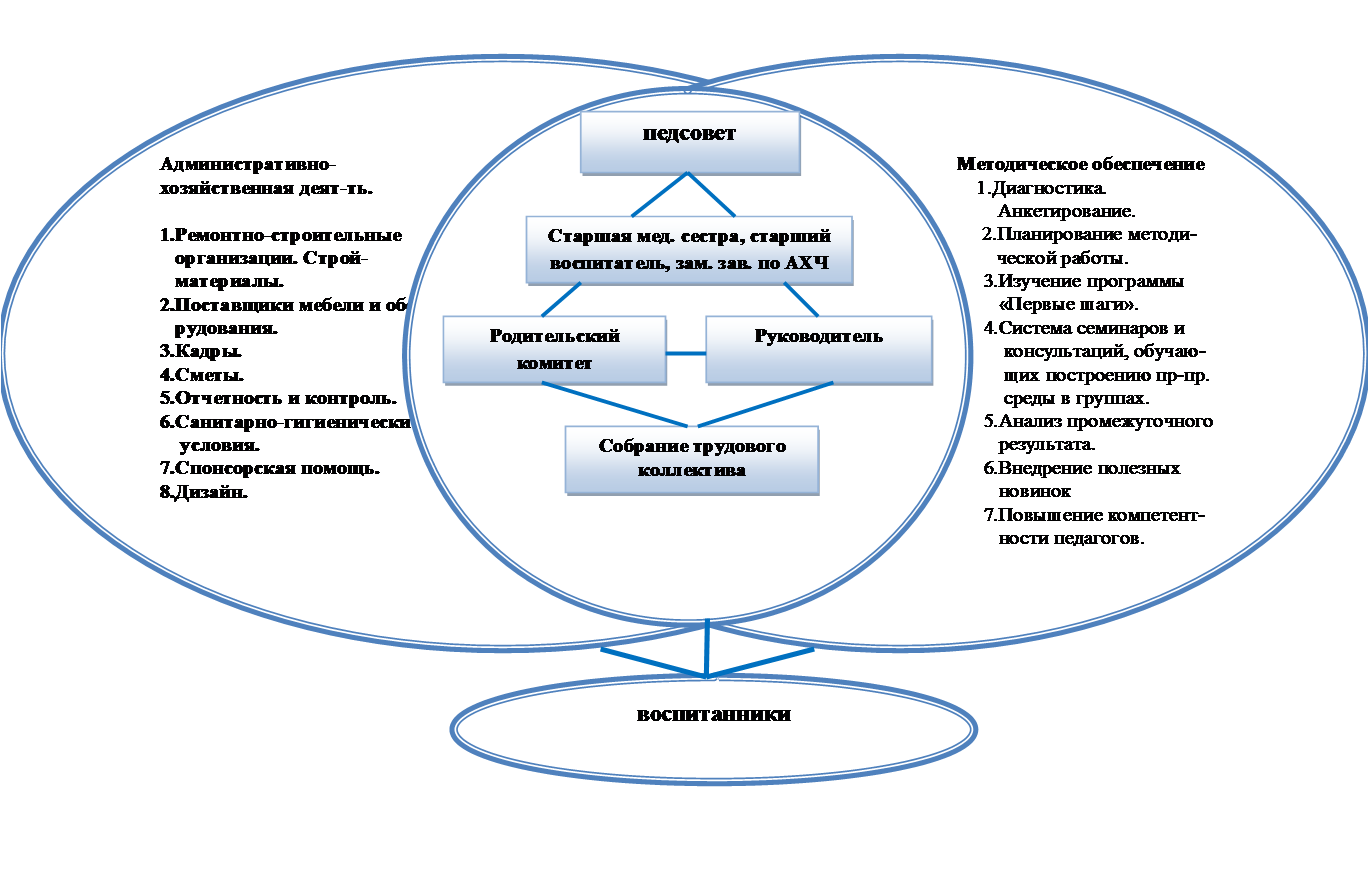 педсовет
Административно-
хозяйственная деят-ть.
1.Ремонтно-строительные
организации. Строй-
материалы.
2.Поставщики мебели и обо
рудования.
3.Кадры.
4.Сметы.
5.Отчетность и контроль.
6.Санитарно-гигиенически
условия.
7.Спонсорская помощь.
8.Дизайн.
Старшая мед. сестра, старший
воспитатель, зам. зав. по АХЧ
Родительский
комитет
Руководитель
Собрание трудового
коллектива
Методическое обеспечение
1.Диагностика.
Анкетирование.
2.Планирование методи-
ческой работы.
3.Изучение программы
«Первые шаги».
4.Система семинаров и
консультаций, обучаю-
щих построению пр-пр.
среды в группах.
5.Анализ промежуточного
результата.
6.Внедрение полезных
новинок
7.Повышение компетент-
ности педагогов.
воспитанники